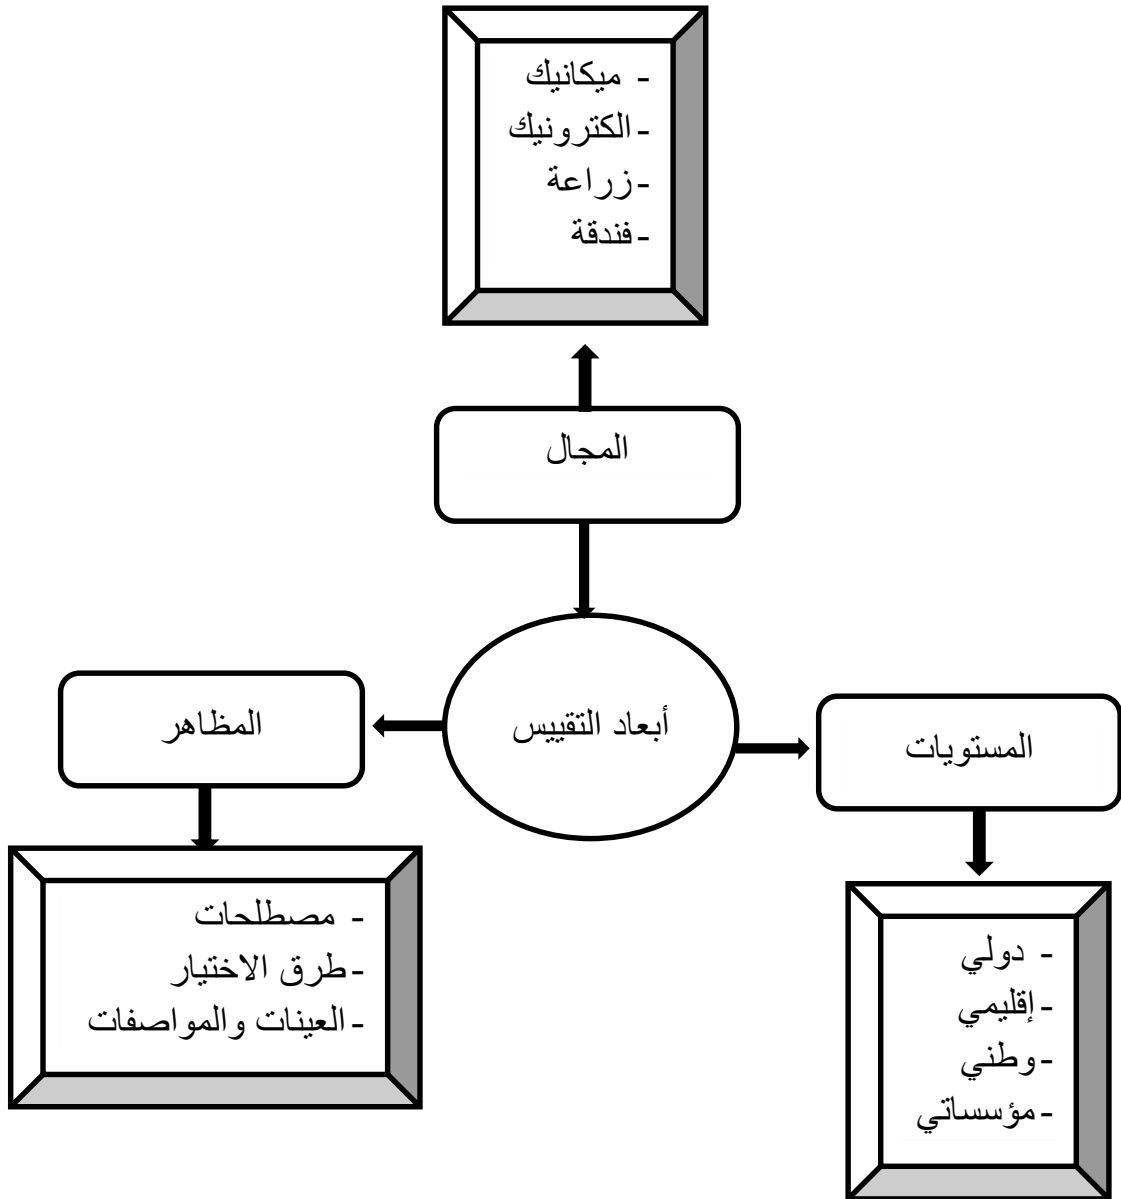 - ميكانيك
- الكترونيك
- زراعة
- فندقة
المجال
أبعاد التقييس
المستويات
المظاهر
- دولي
- إقليمي
- وطني
- مؤسساتي
- مصطلحات
- طرق الاختيار
- العينات والمواصفات